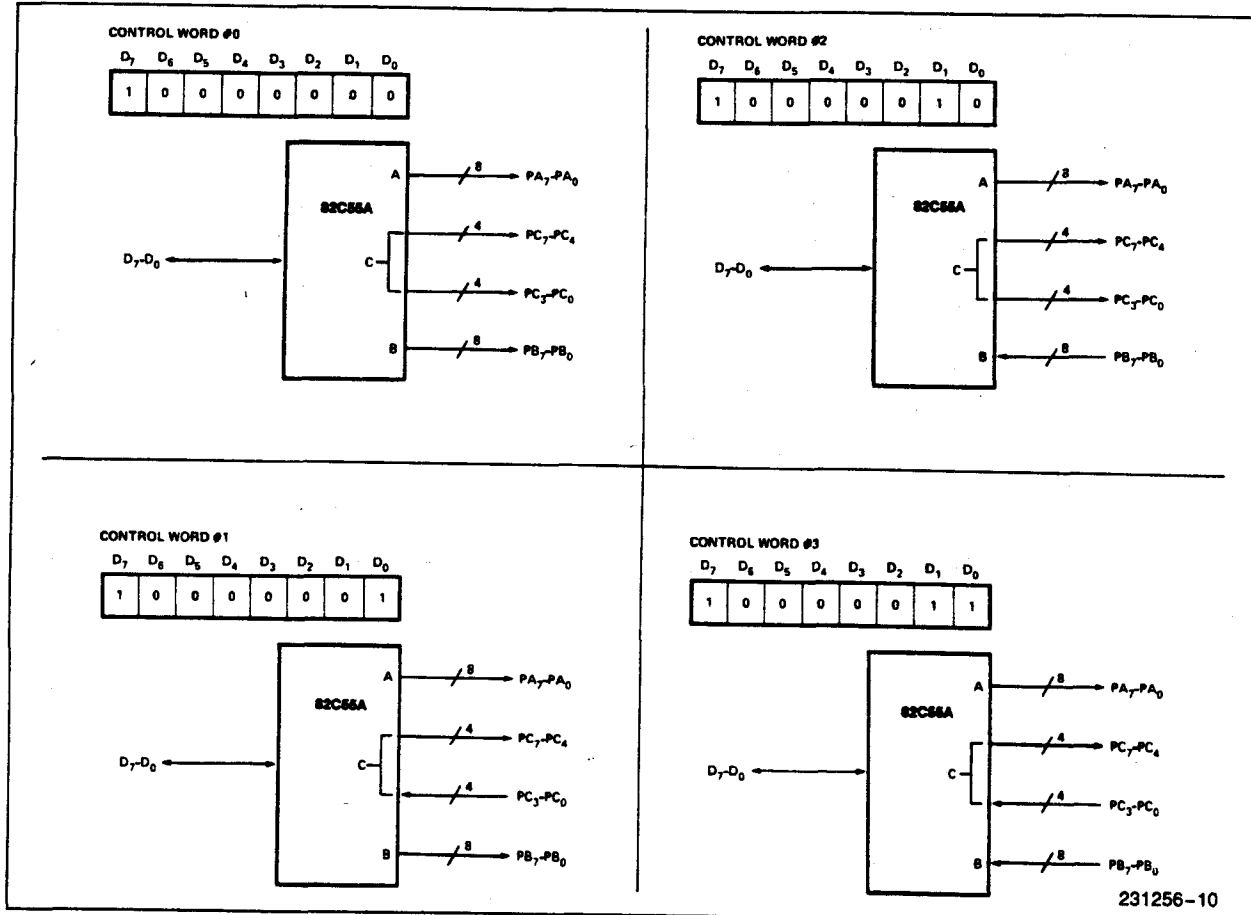 CONTROL WORD #0
D7 D6 D5 D4 D3 D2 D1 D0
1 0 0 0 0 0 0 0
82C55A
A
8
PA7-PA0
4
PC7-PC4
D7-D0
C
4
PC3-PC0
B
8
PB7-PB0
CONTROL WORD #2
D7 D6 D5 D4 D3 D2 D1 D0
1 0 0 0 0 0 1 0
82C55A
A
8
PA7-PA0
4
PC7-PC4
D7-D0
C
4
PC3-PC0
B
8
PB7-PB0
CONTROL WORD #1
D7 D6 D5 D4 D3 D2 D1 D0
1 0 0 0 0 0 0 1
82C55A
A
8
PA7-PA0
4
PC7-PC4
D7-D0
C
4
PC3-PC0
B
8
PB7-PB0
CONTROL WORD #3
D7 D6 D5 D4 D3 D2 D1 D0
1 0 0 0 0 0 1 1
82C55A
A
8
PA7-PA0
4
PC7-PC4
D7-D0
C
4
PC3-PC0
B
8
PB7-PB0
231256-10